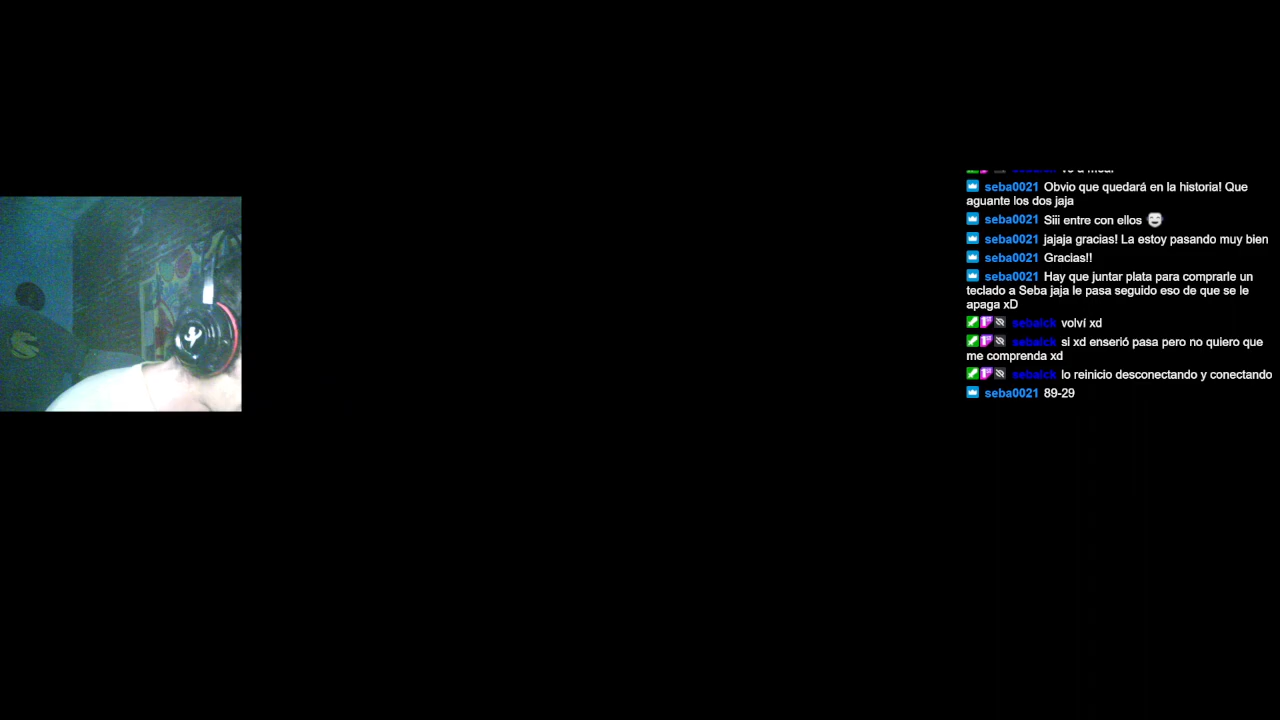 seba0021 Obvio que quedará en la historia! Que
aguante los dos jaja
seba0021 Siii entre con ellos
seba0021 jajaja gracias! La estoy pasando muy bien
seba0021 Gracias!!
seba0021 Hay que juntar plata para comprarle un
teclado a Seba jaja le pasa seguido eso de que se le
apaga xD
sebalck volví xd
sebalck si xd enserió pasa pero no quiero que
me comprenda xd
sebalck lo reinicio desconectando y conectando
seba0021 89-29